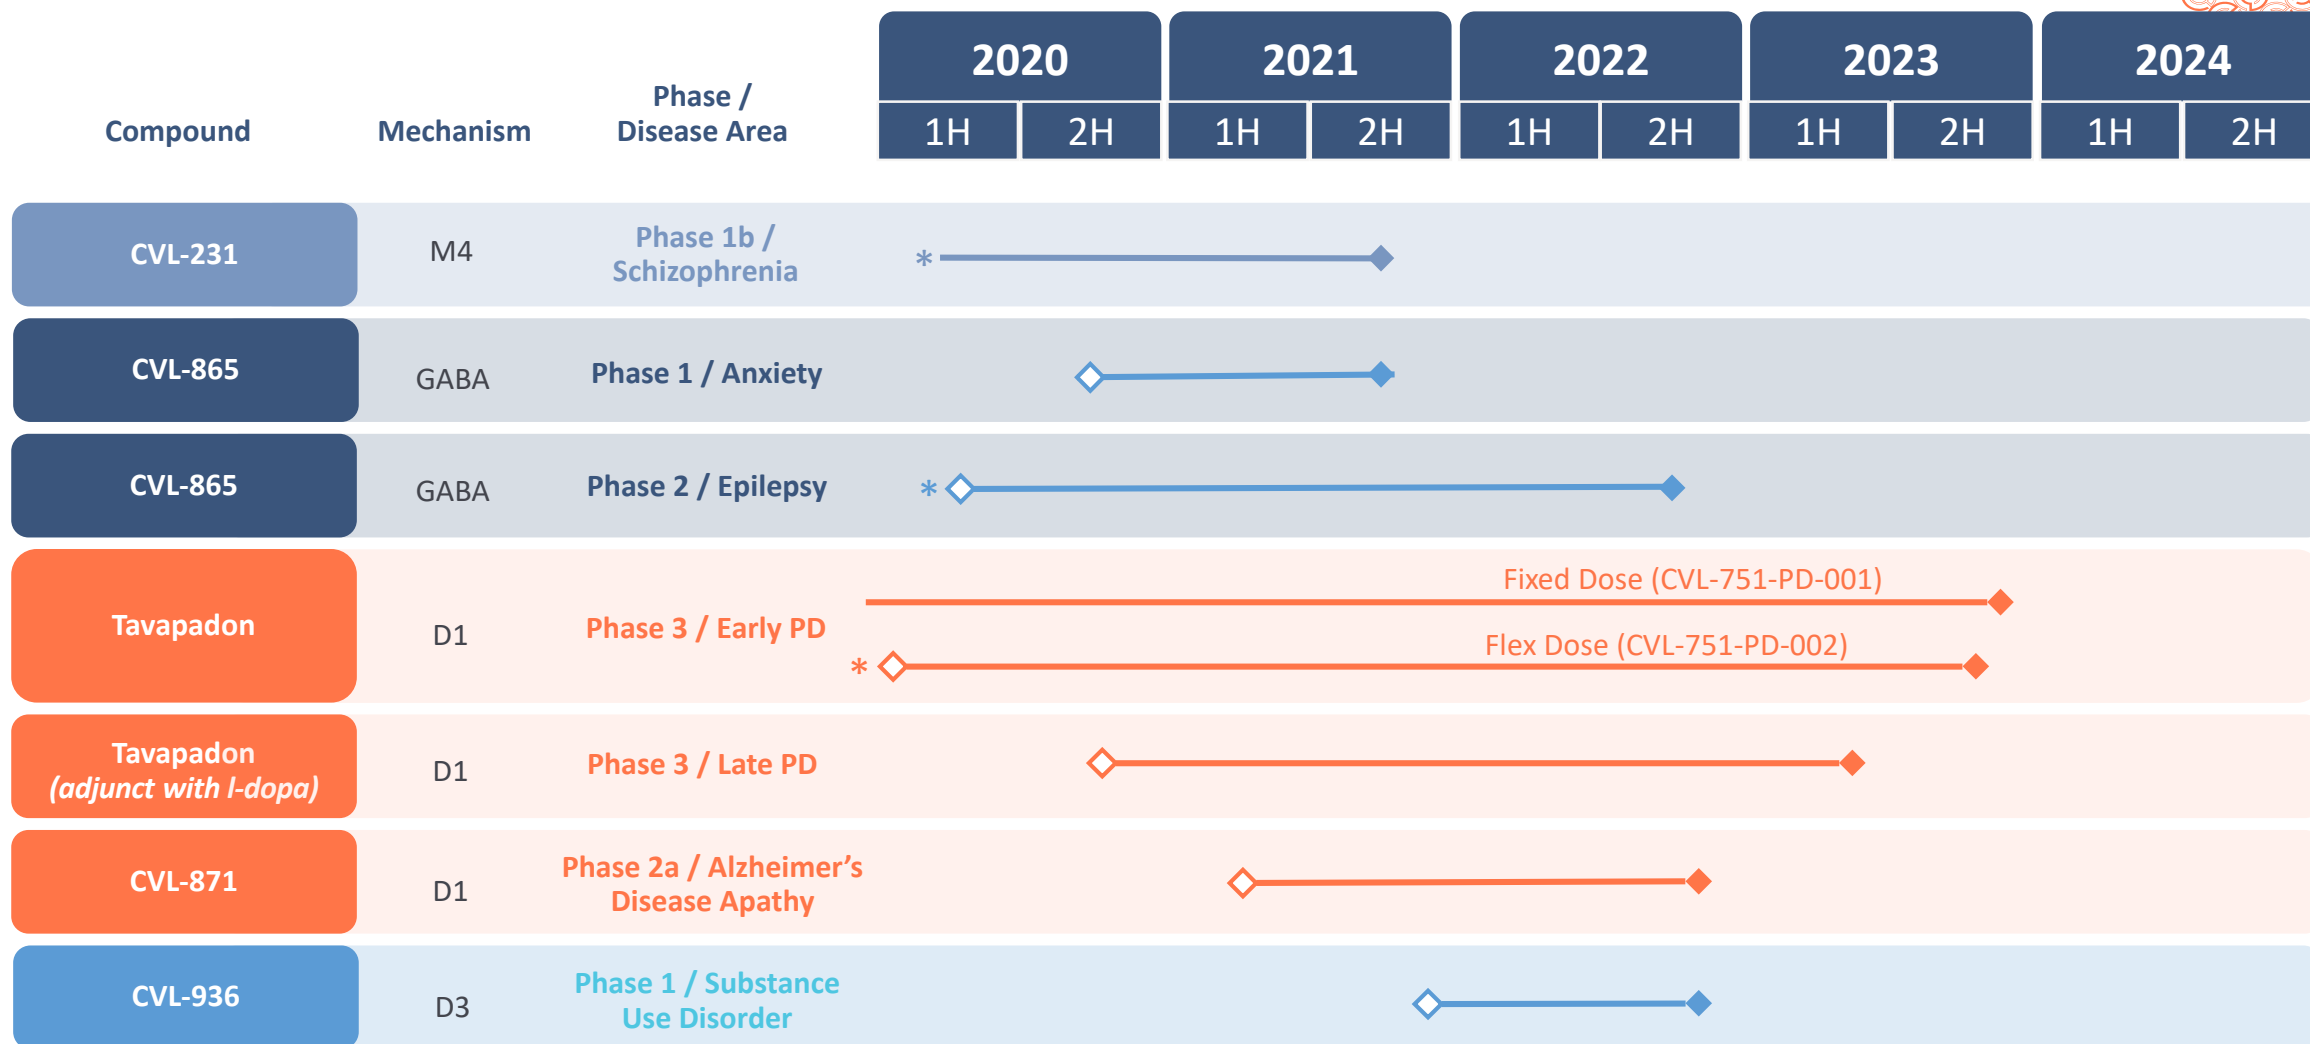 2020 2021 2022 2023 2024
Phase /
Compound Mechanism Disease Area 1H 2H 1H 2H 1H 2H 1H 2H 1H 2H
CVL-231 M4 Phase 1b /
Schizophrenia *
CVL-865 GABA Phase 1 / Anxiety
CVL-865 GABA Phase 2 / Epilepsy *
Fixed Dose (CVL-751-PD-001)
Tavapadon D1 Phase 3 / Early PD
* Flex Dose (CVL-751-PD-002)
Tavapadon
(adjunct with l-dopa) D1 Phase 3 / Late PD
CVL-871 D1 Phase 2a / Alzheimer’s
Disease Apathy
CVL-936 D3 Phase 1 / Substance
Use Disorder